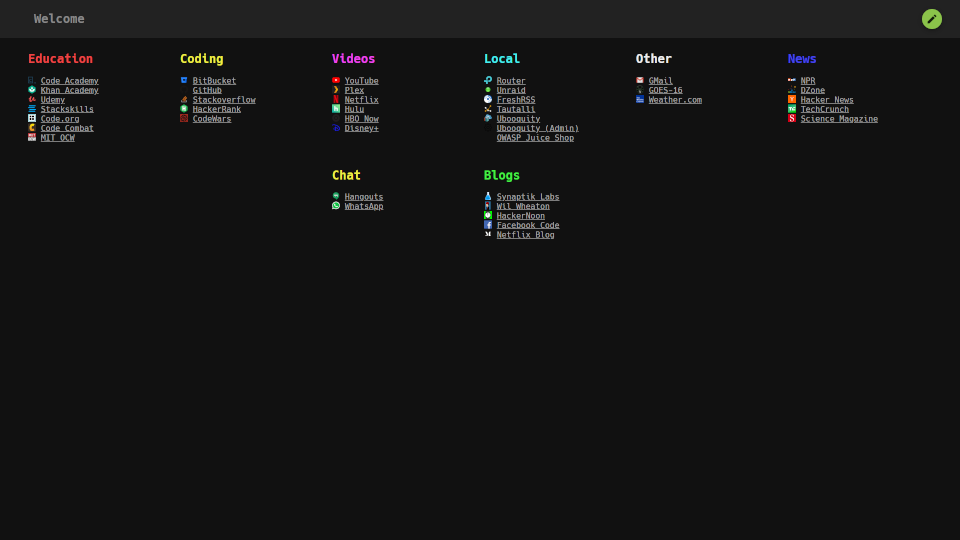 Welcome
Education
Code Academy
Khan Academy
Udemy
Stackskills
Code.org
Code Combat
MIT OCW
Coding
BitBucket
GitHub
Stackoverflow
HackerRank
CodeWars
Videos
YouTube
Plex
Netflix
Hulu
HBO Now
Disney+
Local
Router
Unraid
FreshRSS
Tautalli
Ubooquity
Ubooquity (Admin)
OWASP Juice Shop
Other
GMail
GOES-16
Weather.com
News
NPR
DZone
Hacker News
TechCrunch
Science Magazine
Chat
Hangouts
WhatsApp
Blogs
Synaptik Labs
Wil Wheaton
HackerNoon
Facebook Code
Netflix Blog